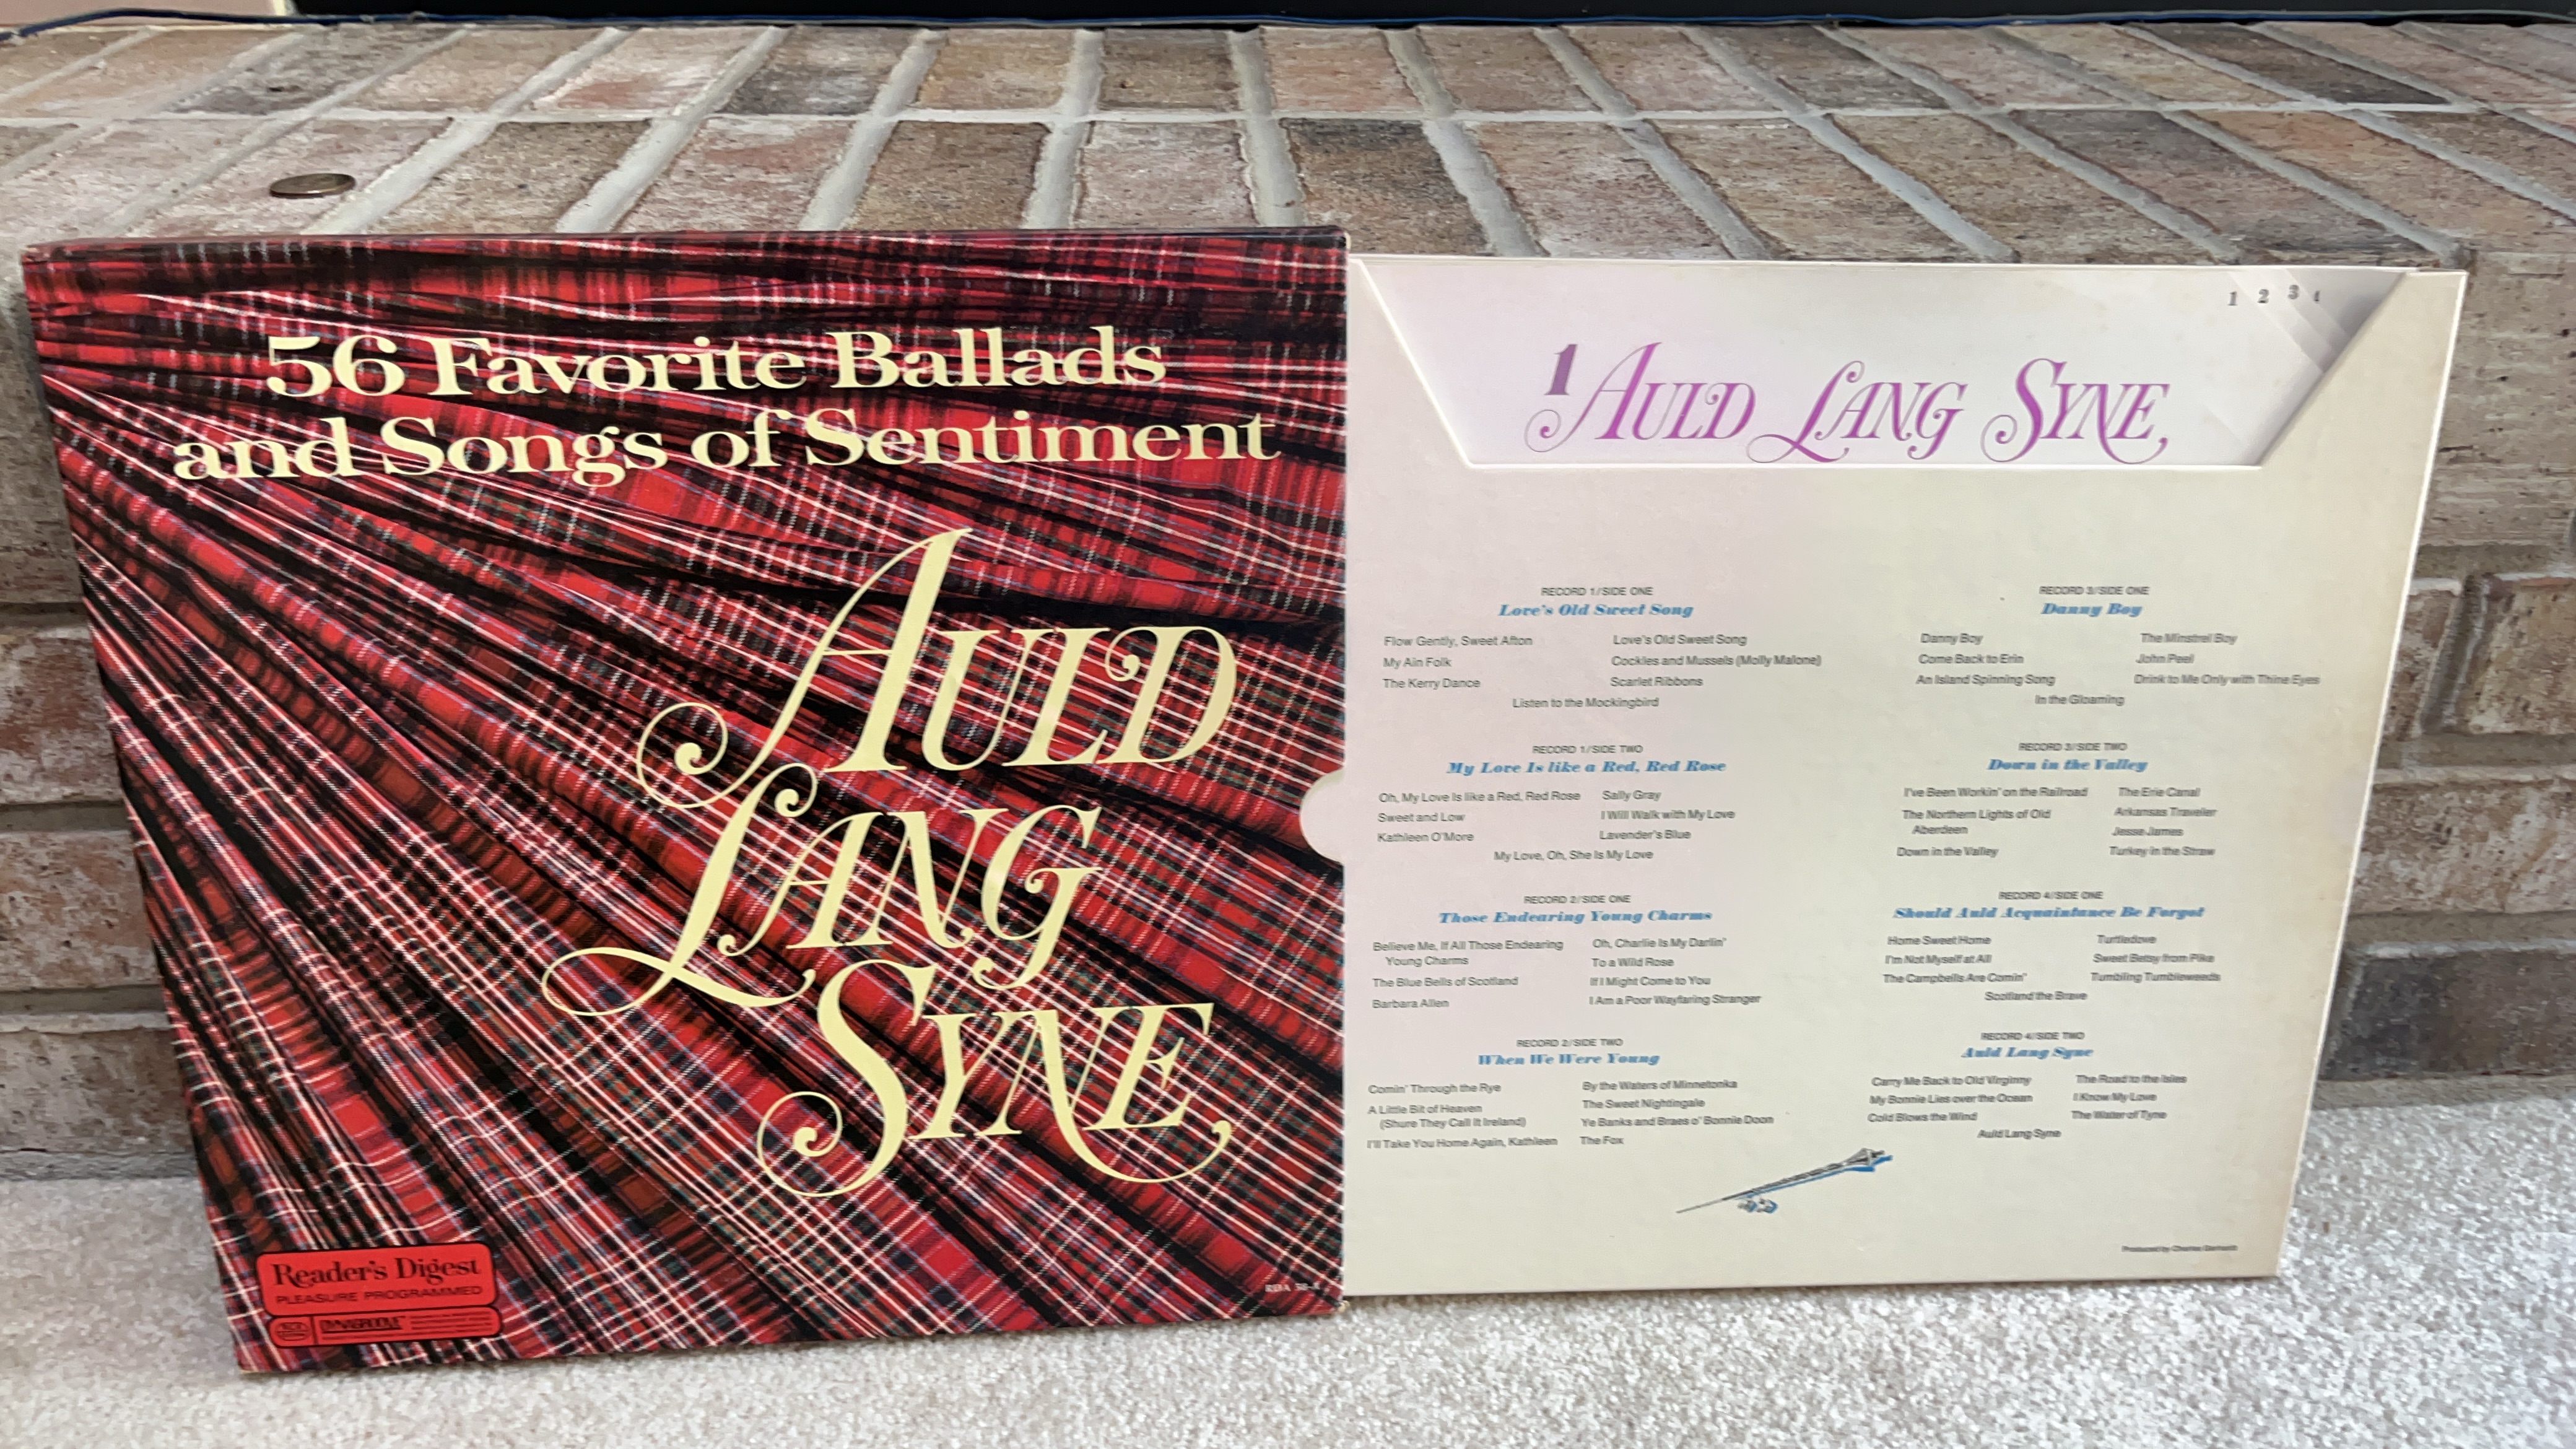 56 Favorite Ballads
and Songs of Sentiment
AULD
LANG
SYNE,
Reader's Digest
PLEASURE PROGRAMMED
RCA
DYNAGROOVE
1 2 3 4
1 AULD LANG SYNE,
RECORD 1/SIDE ONE
Love's Old Sweet Song
Flow Gently, Sweet Afton
My Ain Folk
The Kerry Dance
Love's Old Sweet Song
Cockles and Mussels (Molly Malone)
Scarlet Ribbons
Listen to the Mockingbird
RECORD 1/SIDE TWO
My Love Is like a Red, Red Rose
Oh, My Love Is like a Red, Red Rose
Sweet and Low
Kathleen O'More
Sally Gray
I Will Walk with My Love
Lavender's Blue
My Love, Oh, She Is My Love
RECORD 2/SIDE ONE
Those Endearing Young Charms
Believe Me, If All Those Endearing
Young Charms
The Blue Bells of Scotland
Barbara Allen
Oh, Charlie Is My Darlin'
To a Wild Rose
If I Might Come to You
I Am a Poor Wayfaring Stranger
RECORD 2/SIDE TWO
When We Were Young
Comin' Through the Rye
A Little Bit of Heaven
(Shure They Call It Ireland)
I'll Take You Home Again, Kathleen
By the Waters of Minnetonka
The Sweet Nightingale
Ye Banks and Braes o' Bonnie Doon
The Fox
RECORD 3/SIDE ONE
Danny Boy
Danny Boy
Come Back to Erin
An Island Spinning Song
The Minstrel Boy
John Peel
Drink to Me Only with Thine Eyes
In the Gloaming
RECORD 3/SIDE TWO
Down in the Valley
I've Been Workin' on the Railroad
The Northern Lights of Old
Aberdeen
Down in the Valley
The Erie Canal
Arkansas Traveler
Jesse James
Turkey in the Straw
RECORD 4/SIDE ONE
Should Auld Acquaintance Be Forgot
Home Sweet Home
I'm Not Myself at All
The Campbells Are Comin'
Turtledove
Sweet Betsy from Pike
Tumbling Tumbleweeds
Scotland the Brave
RECORD 4/SIDE TWO
Auld Lang Syne
Carry Me Back to Old Virginny
My Bonnie Lies over the Ocean
Cold Blows the Wind
The Road to the Isles
I Know My Love
The Water of Tyne
Auld Lang Syne
Produced by Charles